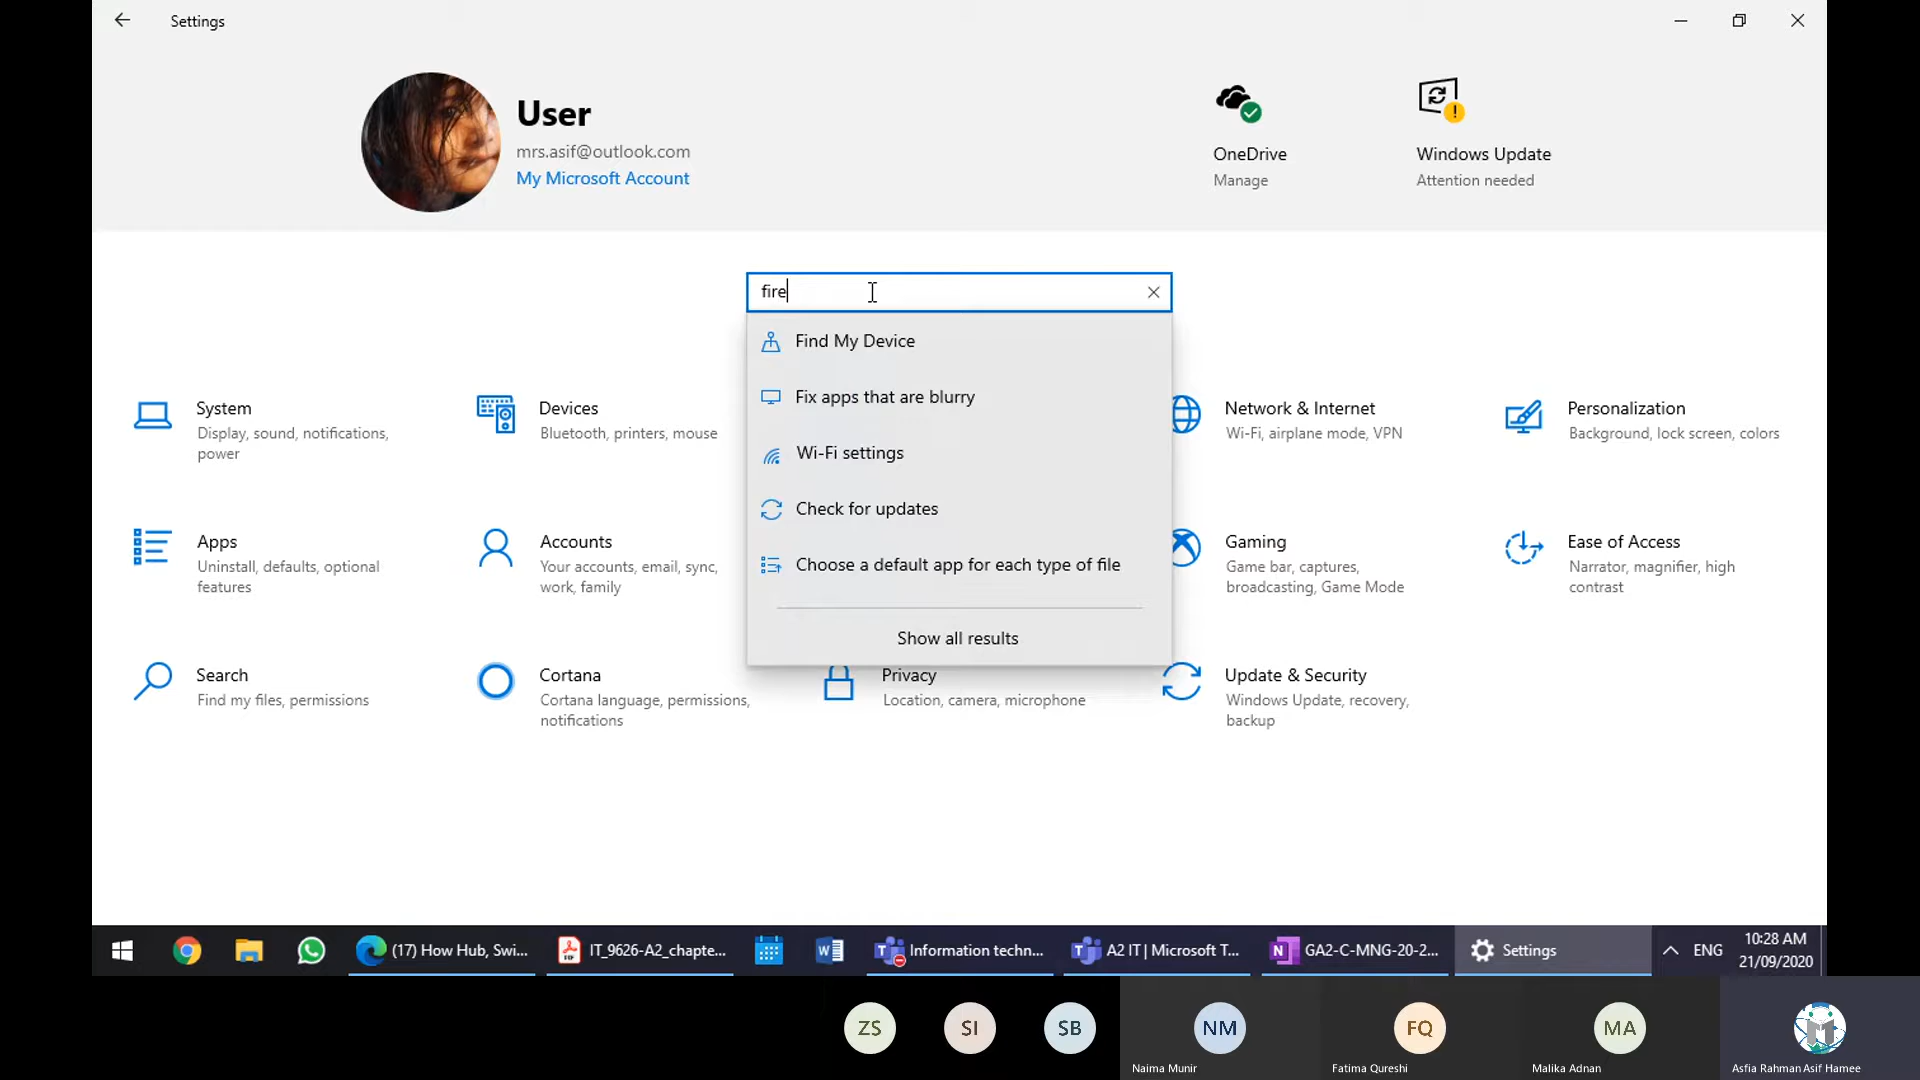 Settings
User
mrs.asif@outlook.com
My Microsoft Account
OneDrive
Manage
Windows Update
Attention needed
fire
Find My Device
Fix apps that are blurry
Wi-Fi settings
Check for updates
Choose a default app for each type of file
Show all results
System
Display, sound, notifications,
power
Devices
Bluetooth, printers, mouse
Network & Internet
Wi-Fi, airplane mode, VPN
Personalization
Background, lock screen, colors
Apps
Uninstall, defaults, optional
features
Accounts
Your accounts, email, sync,
work, family
Gaming
Game bar, captures,
broadcasting, Game Mode
Ease of Access
Narrator, magnifier, high
contrast
Search
Find my files, permissions
Cortana
Cortana language, permissions,
notifications
Privacy
Location, camera, microphone
Update & Security
Windows Update, recovery,
backup
(17) How Hub, Swi...
IT_9626-A2_chapte...
Information techn...
A2 IT | Microsoft T...
GA2-C-MNG-20-2...
Settings
ENG
10:28 AM
21/09/2020
ZS
SI
SB
NM
FQ
MA
Naima Munir
Fatima Qureshi
Malika Adnan
Asfia Rahman Asif Hamee